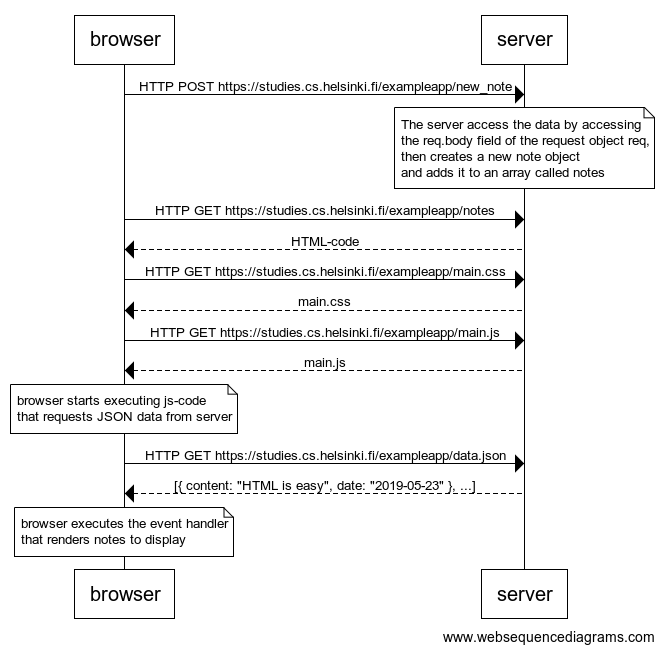 browser
server
HTTP POST https://studies.cs.helsinki.fi/exampleapp/new_note
The server access the data by accessing
the req.body field of the request object req,
then creates a new note object
and adds it to an array called notes
HTTP GET https://studies.cs.helsinki.fi/exampleapp/notes
HTML-code
HTTP GET https://studies.cs.helsinki.fi/exampleapp/main.css
main.css
HTTP GET https://studies.cs.helsinki.fi/exampleapp/main.js
main.js
browser starts executing js-code
that requests JSON data from server
HTTP GET https://studies.cs.helsinki.fi/exampleapp/data.json
[{ content: "HTML is easy", date: "2019-05-23" }, ...]
browser executes the event handler
that renders notes to display
browser
server
www.websequencediagrams.com